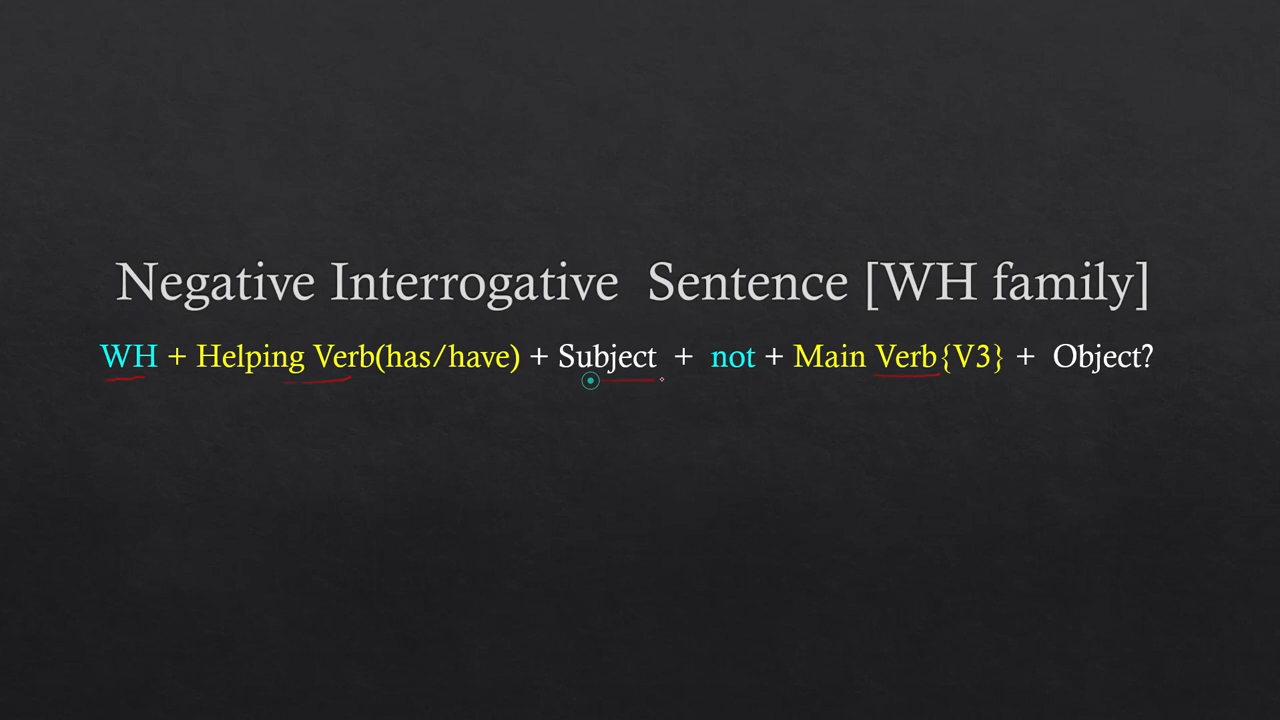 Negative Interrogative Sentence [WH family]
WH + Helping Verb(has/have) + Subject + not + Main Verb{V3} + Object?